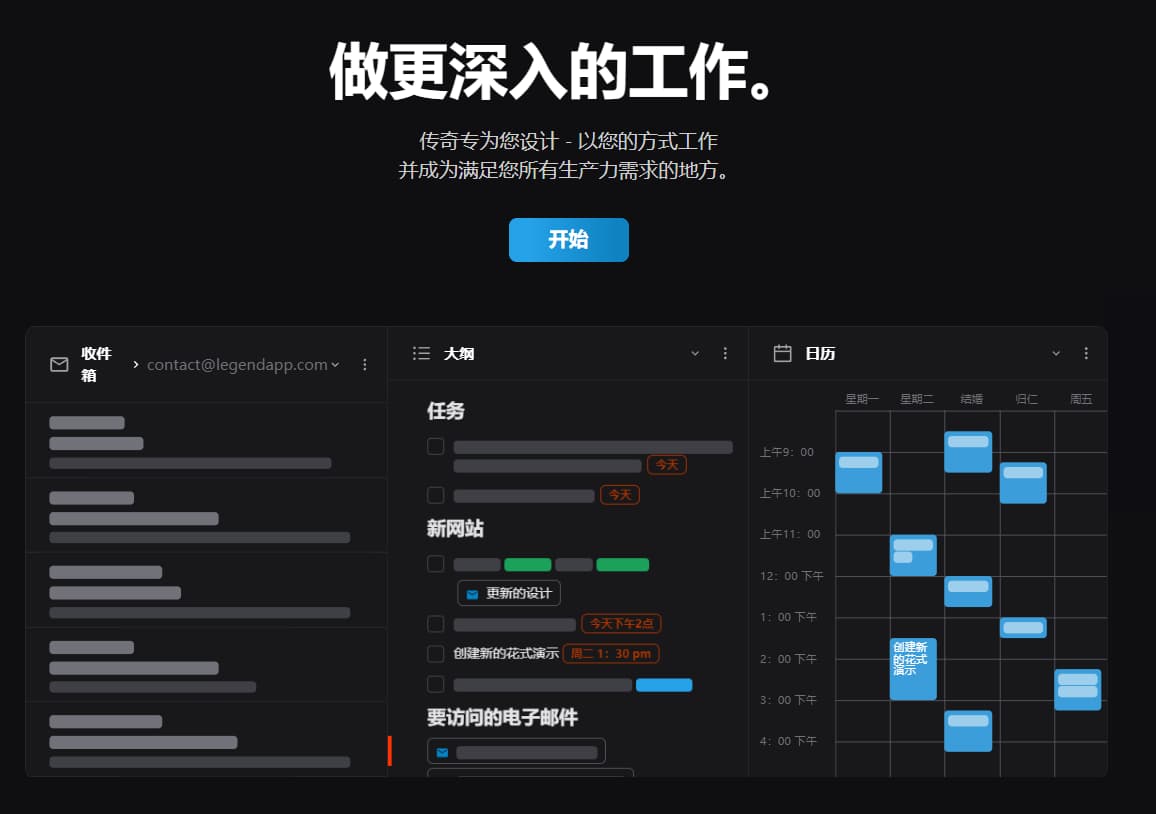 做更深入的工作。
传奇专为您设计 - 以您的方式工作
并成为满足您所有生产力需求的地方。
开始
收件
箱
contact@legendapp.com
大纲
任务
今天
今天
新网站
更新的设计
今天下午2点
创建新的花式演示 周二 1：30 pm
要访问的电子邮件
日历
星期一 星期二 结婚 归仁 周五
上午9：00
上午10：00
上午11：00
12：00 下午
1：00 下午
2：00 下午
3：00 下午
4：00 下午
创建新
的花式
演示